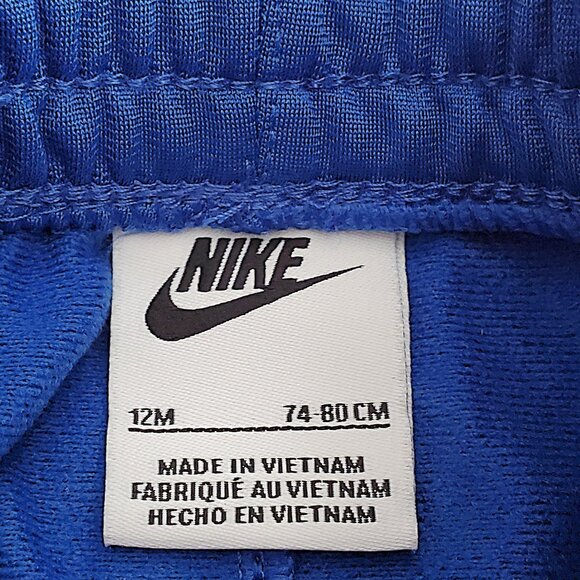 NIKE
12M 74-80 CM
MADE IN VIETNAM
FABRIQUÉ AU VIETNAM
HECHO EN VIETNAM